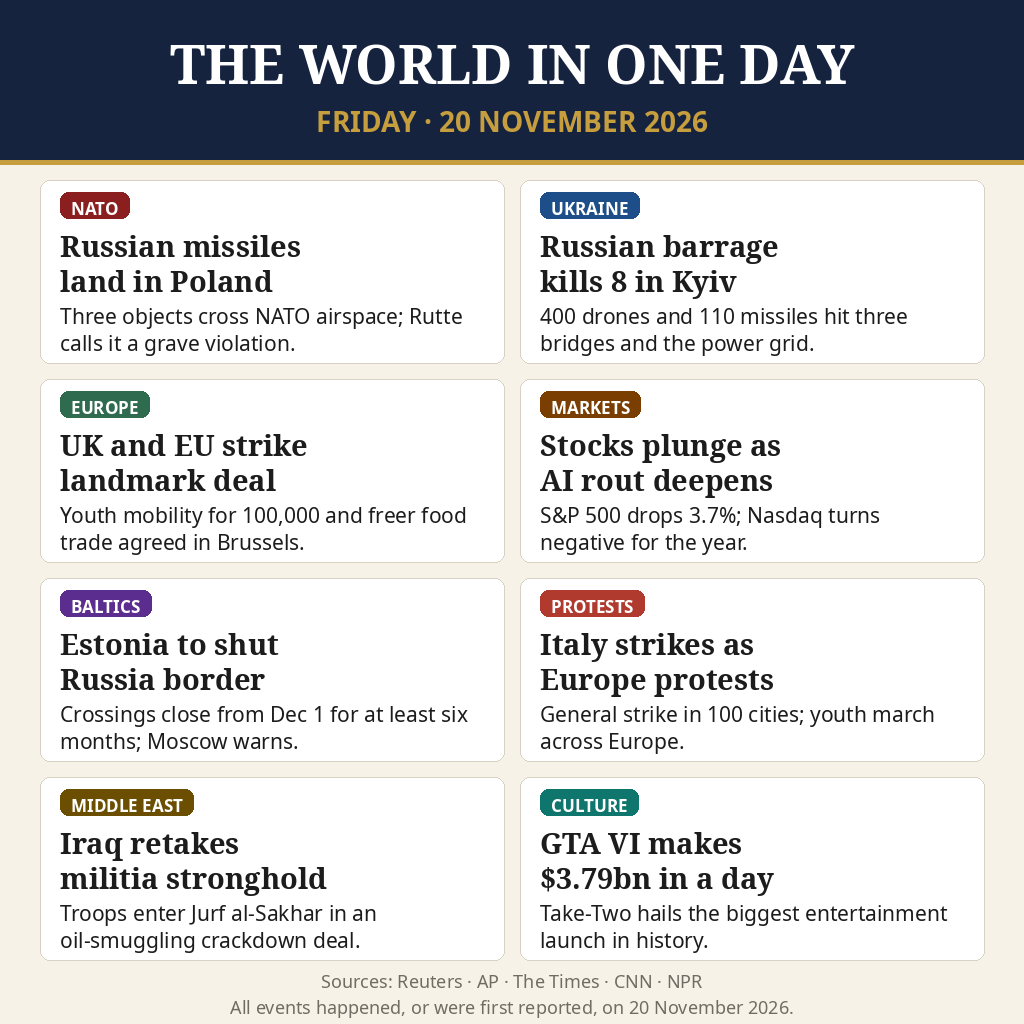 THE WORLD IN ONE DAY
FRIDAY · 20 NOVEMBER 2026
NATO
Russian missiles
land in Poland
Three objects cross NATO airspace; Rutte
calls it a grave violation.
UKRAINE
Russian barrage
kills 8 in Kyiv
400 drones and 110 missiles hit three
bridges and the power grid.
EUROPE
UK and EU strike
landmark deal
Youth mobility for 100,000 and freer food
trade agreed in Brussels.
MARKETS
Stocks plunge as
AI rout deepens
S&P 500 drops 3.7%; Nasdaq turns
negative for the year.
BALTICS
Estonia to shut
Russia border
Crossings close from Dec 1 for at least six
months; Moscow warns.
PROTESTS
Italy strikes as
Europe protests
General strike in 100 cities; youth march
across Europe.
MIDDLE EAST
Iraq retakes
militia stronghold
Troops enter Jurf al-Sakhar in an
oil-smuggling crackdown deal.
CULTURE
GTA VI makes
$3.79bn in a day
Take-Two hails the biggest entertainment
launch in history.
Sources: Reuters · AP · The Times · CNN · NPR
All events happened, or were first reported, on 20 November 2026.